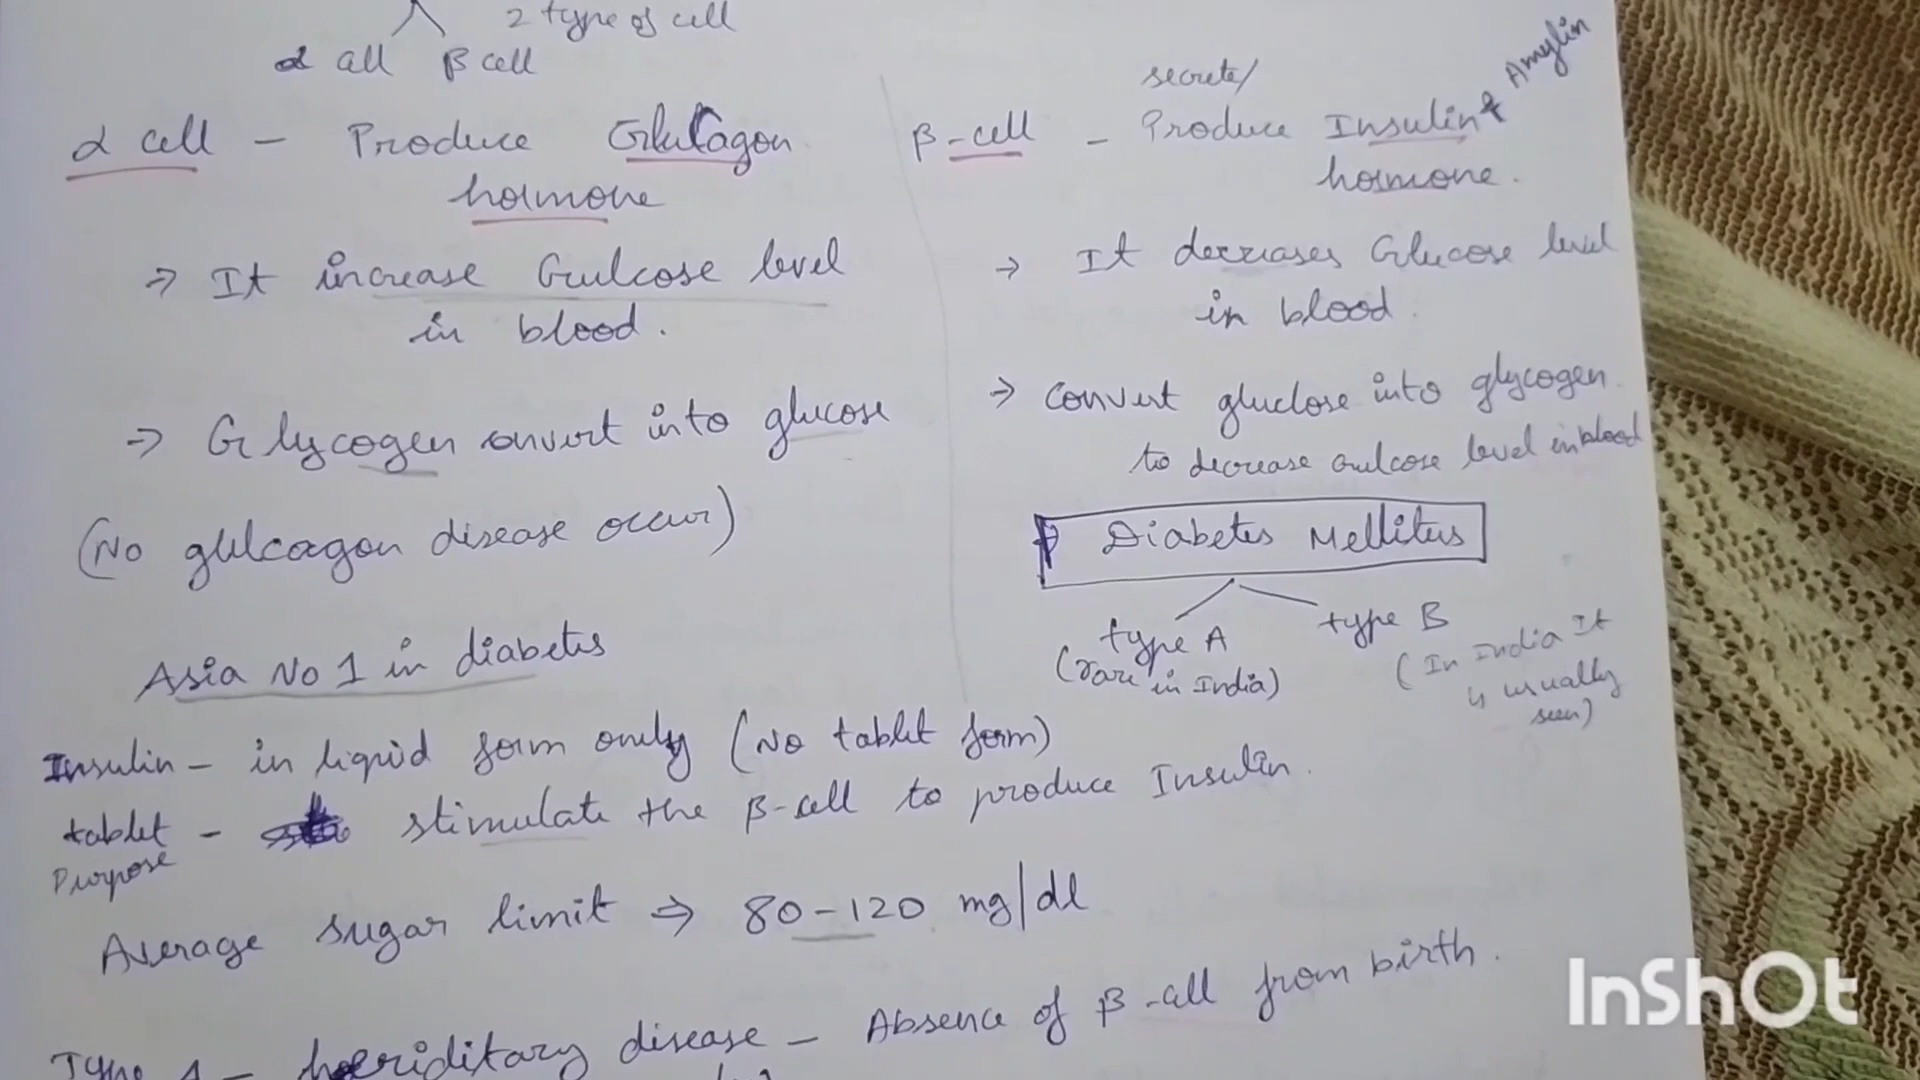 2 type of cell
α cell β cell
α cell - Produce Glucagon
hormone
⇒ It increase Gulcose level
in blood.
⇒ Glycogen convert into glucose
(No glulcagon disease occur)
secrete/
β-cell - Produce Insulin & Amylin
hormone.
→ It decreases Glucose level
in blood.
→ Convert gluclose into glycogen
to decrease Gulcose level in blood
Diabetes Mellitus
type A type B
(rare in India) (In India It
is usually
seen)
Asia No 1 in diabetes
Insulin - in liquid form only (No tablet form)
tablet - stimulate the β-cell to produce Insulin.
Purpose
Average sugar limit ⇒ 80-120 mg/dl
Type A - heriditary disease - Absence of β-cell from birth.
InShOt